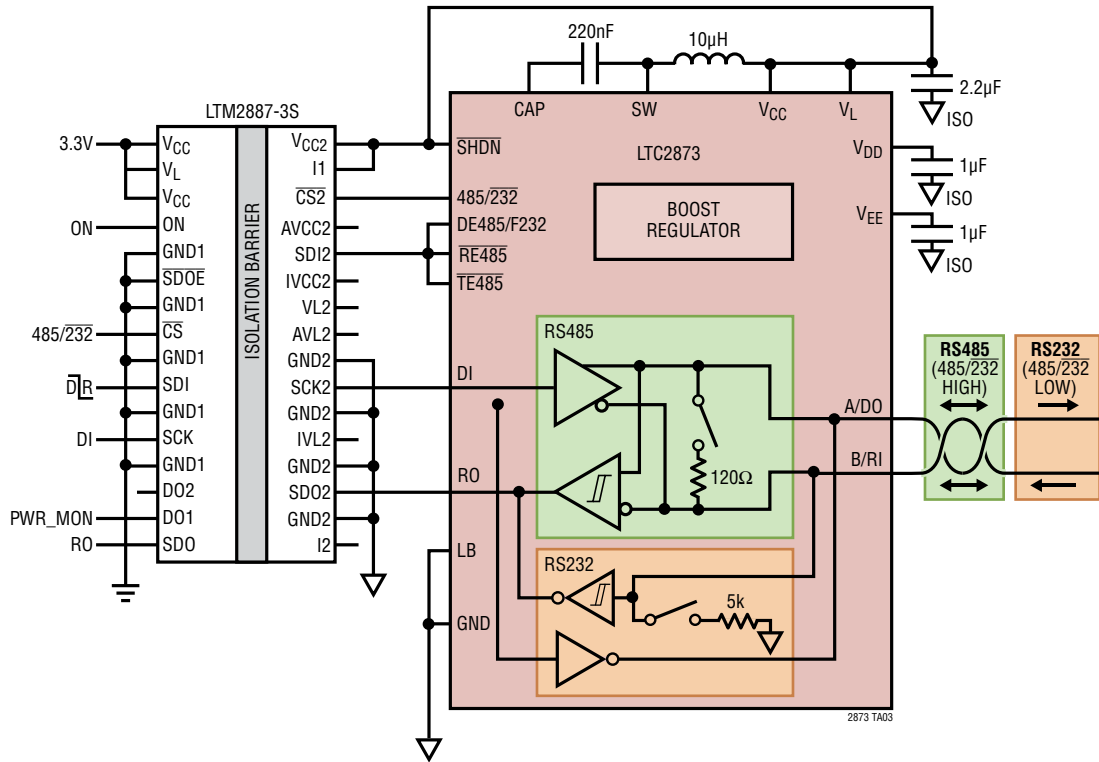 220nF
10µH
2.2µF
ISO
CAP
SW
VCC
VL
LTM2887-3S
3.3V
VCC
VL
VCC
ON
ON
GND1
SDOE
GND1
485/232
CS
GND1
D/R
SDI
GND1
DI
SCK
GND1
DO2
PWR_MON
DO1
RO
SDO
ISOLATION BARRIER
VCC2
I1
CS2
AVCC2
SDI2
IVCC2
VL2
AVL2
GND2
SCK2
GND2
IVL2
GND2
SDO2
GND2
I2
SHDN
LTC2873
485/232
DE485/F232
RE485
TE485
BOOST
REGULATOR
VDD
1µF
ISO
VEE
1µF
ISO
DI
RS485
120Ω
RO
LB
RS232
5k
GND
A/DO
B/RI
RS485
(485/232
HIGH)
RS232
(485/232
LOW)
2873 TA03